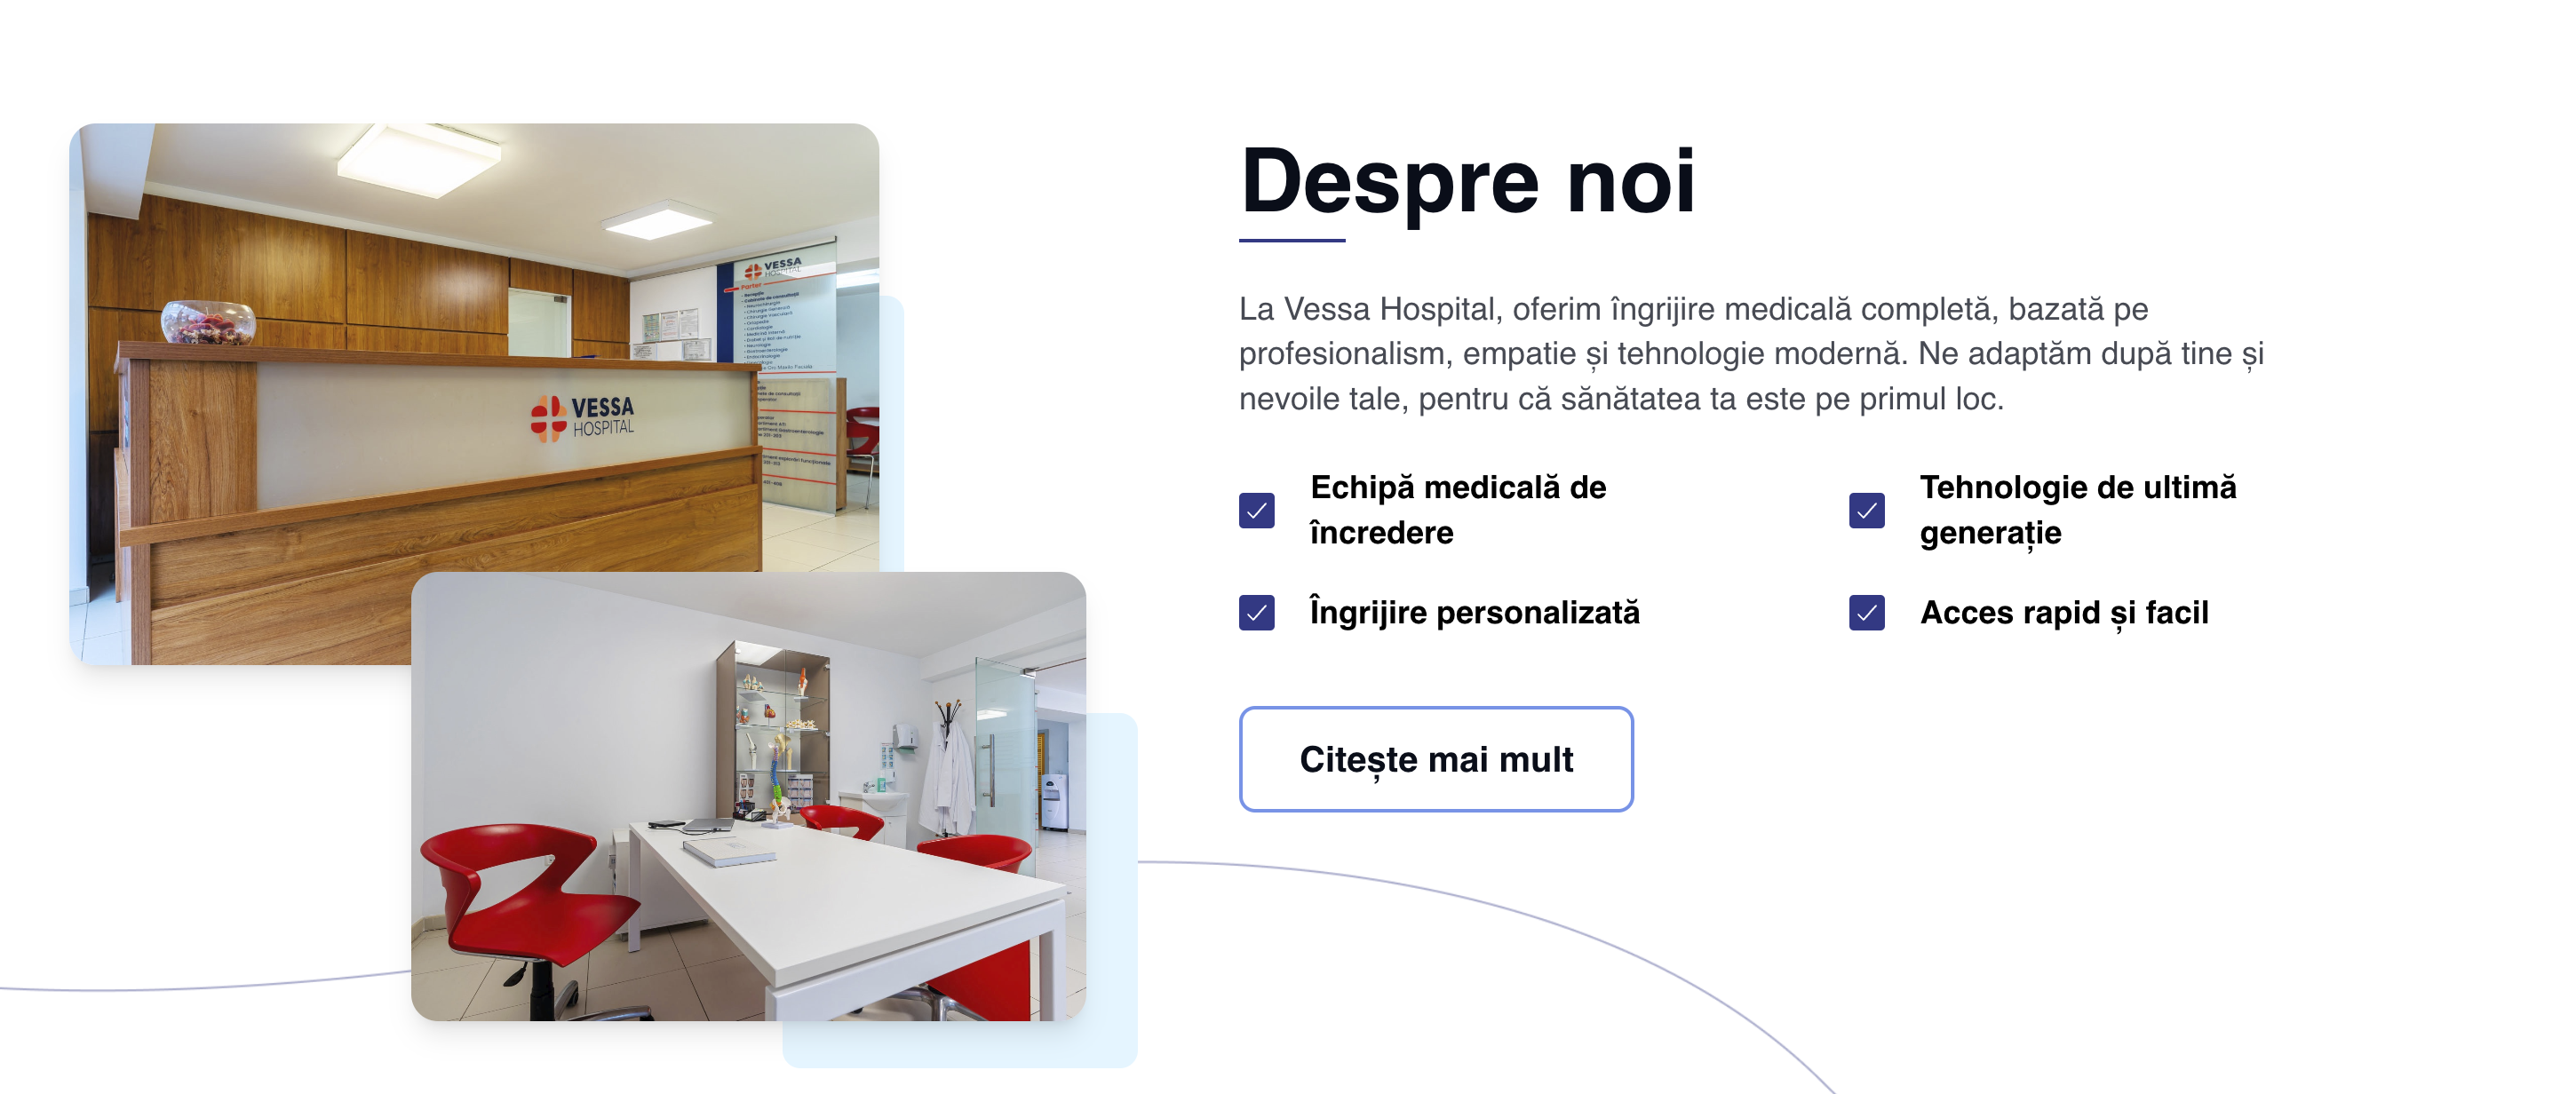 Despre noi
La Vessa Hospital, oferim îngrijire medicală completă, bazată pe
profesionalism, empatie și tehnologie modernă. Ne adaptăm după tine și
nevoile tale, pentru că sănătatea ta este pe primul loc.
Echipă medicală de
încredere
Tehnologie de ultimă
generație
Îngrijire personalizată
Acces rapid și facil
Citește mai mult
VESSA
HOSPITAL
VESSA
HOSPITAL
Parter